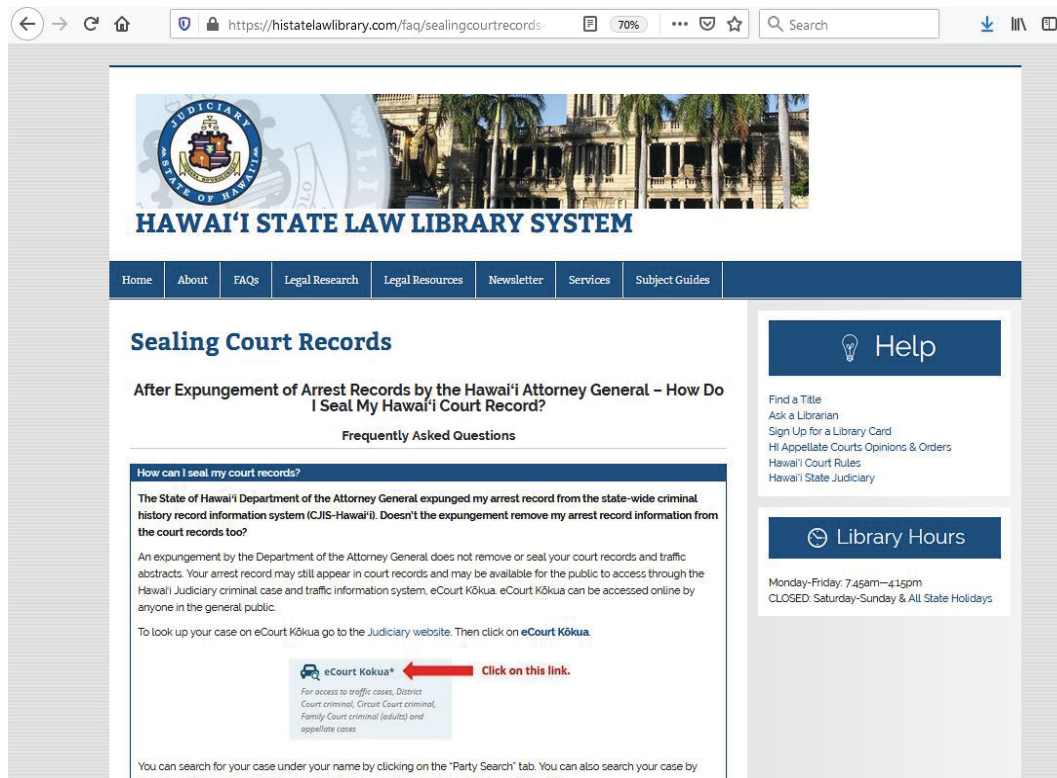 https://histatelawlibrary.com/faq/sealingcourtrecords-
70%
Search
JUDICIARY
STATE OF HAWAIʻI
HAWAIʻI STATE LAW LIBRARY SYSTEM
Home About FAQs Legal Research Legal Resources Newsletter Services Subject Guides
Sealing Court Records
After Expungement of Arrest Records by the Hawaiʻi Attorney General – How Do
I Seal My Hawaiʻi Court Record?
Frequently Asked Questions
How can I seal my court records?
The State of Hawaiʻi Department of the Attorney General expunged my arrest record from the state-wide criminal
history record information system (CJIS-Hawaiʻi). Doesn't the expungement remove my arrest record information from
the court records too?
An expungement by the Department of the Attorney General does not remove or seal your court records and traffic
abstracts. Your arrest record may still appear in court records and may be available for the public to access through the
Hawaiʻi Judiciary criminal case and traffic information system, eCourt Kōkua. eCourt Kōkua can be accessed online by
anyone in the general public.
To look up your case on eCourt Kōkua go to the Judiciary website. Then click on eCourt Kōkua.
eCourt Kokua*
Click on this link.
For access to traffic cases, District
Court criminal, Circuit Court criminal,
Family Court criminal (adults) and
appellate cases
You can search for your case under your name by clicking on the "Party Search" tab. You can also search your case by
Help
Find a Title
Ask a Librarian
Sign Up for a Library Card
HI Appellate Courts Opinions & Orders
Hawaiʻi Court Rules
Hawaiʻi State Judiciary
Library Hours
Monday-Friday: 7:45am—4:15pm
CLOSED: Saturday-Sunday & All State Holidays